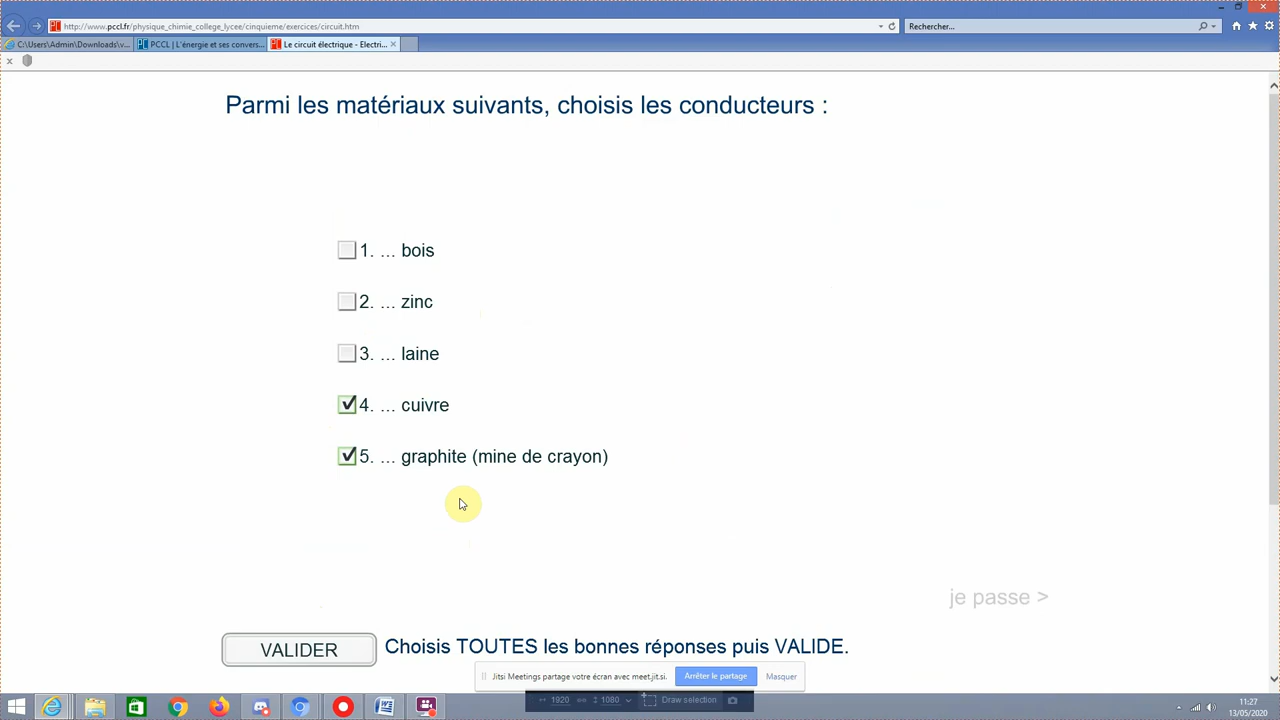 http://www.pccl.fr/physique_chimie_college_lycee/cinquieme/exercices/circuit.htm
Rechercher...
C:\Users\Admin\Downloads\v...
PCCL | L'énergie et ses convers...
Le circuit électrique - Electri...
Parmi les matériaux suivants, choisis les conducteurs :
1. ... bois
2. ... zinc
3. ... laine
4. ... cuivre
5. ... graphite (mine de crayon)
je passe >
VALIDER
Choisis TOUTES les bonnes réponses puis VALIDE.
Jitsi Meetings partage votre écran avec meet.jit.si.
Arrêter le partage
Masquer
1920
1080
Draw selection
11:27
13/05/2020